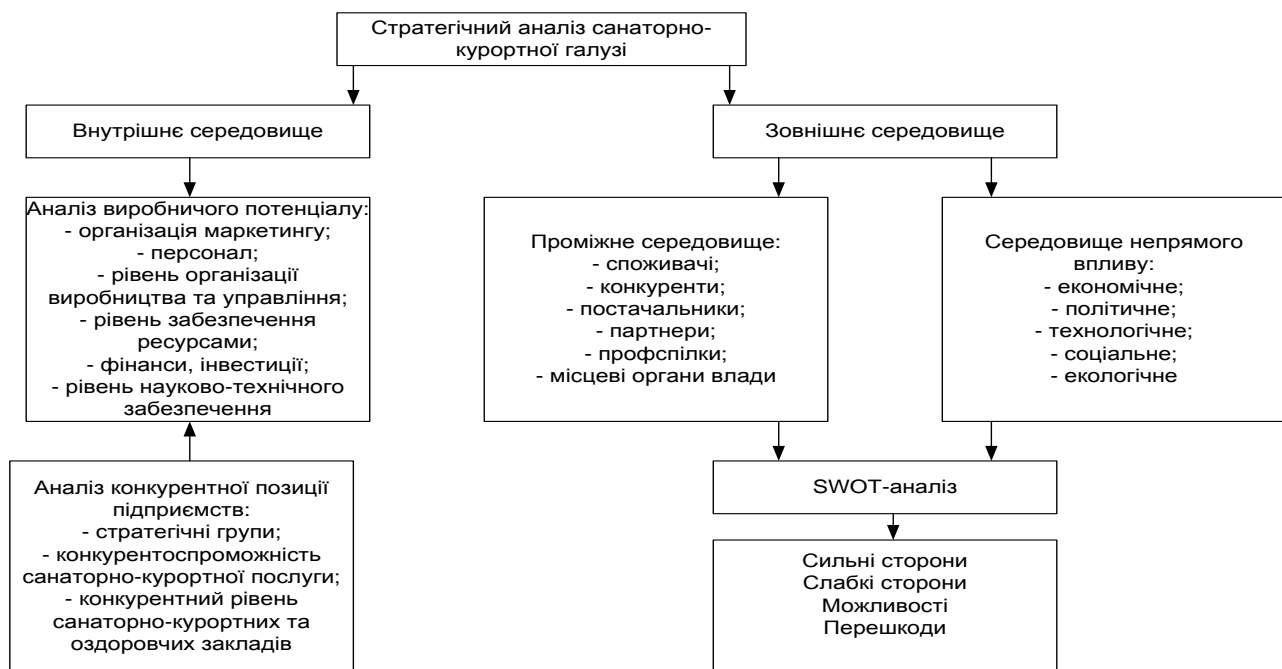 Стратегічний аналіз санаторно-
курортної галузі
Внутрішнє середовище
Зовнішнє середовище
Аналіз виробничого потенціалу:
- організація маркетингу;
- персонал;
- рівень організації
виробництва та управління;
- рівень забезпечення
ресурсами;
- фінанси, інвестиції;
- рівень науково-технічного
забезпечення
Проміжне середовище:
- споживачі;
- конкуренти;
- постачальники;
- партнери;
- профспілки;
- місцеві органи влади
Середовище непрямого
впливу:
- економічне;
- політичне;
- технологічне;
- соціальне;
- екологічне
Аналіз конкурентної позиції
підприємств:
- стратегічні групи;
- конкурентоспроможність
санаторно-курортної послуги;
- конкурентний рівень
санаторно-курортних та
оздоровчих закладів
SWOT-аналіз
Сильні сторони
Слабкі сторони
Можливості
Перешкоди